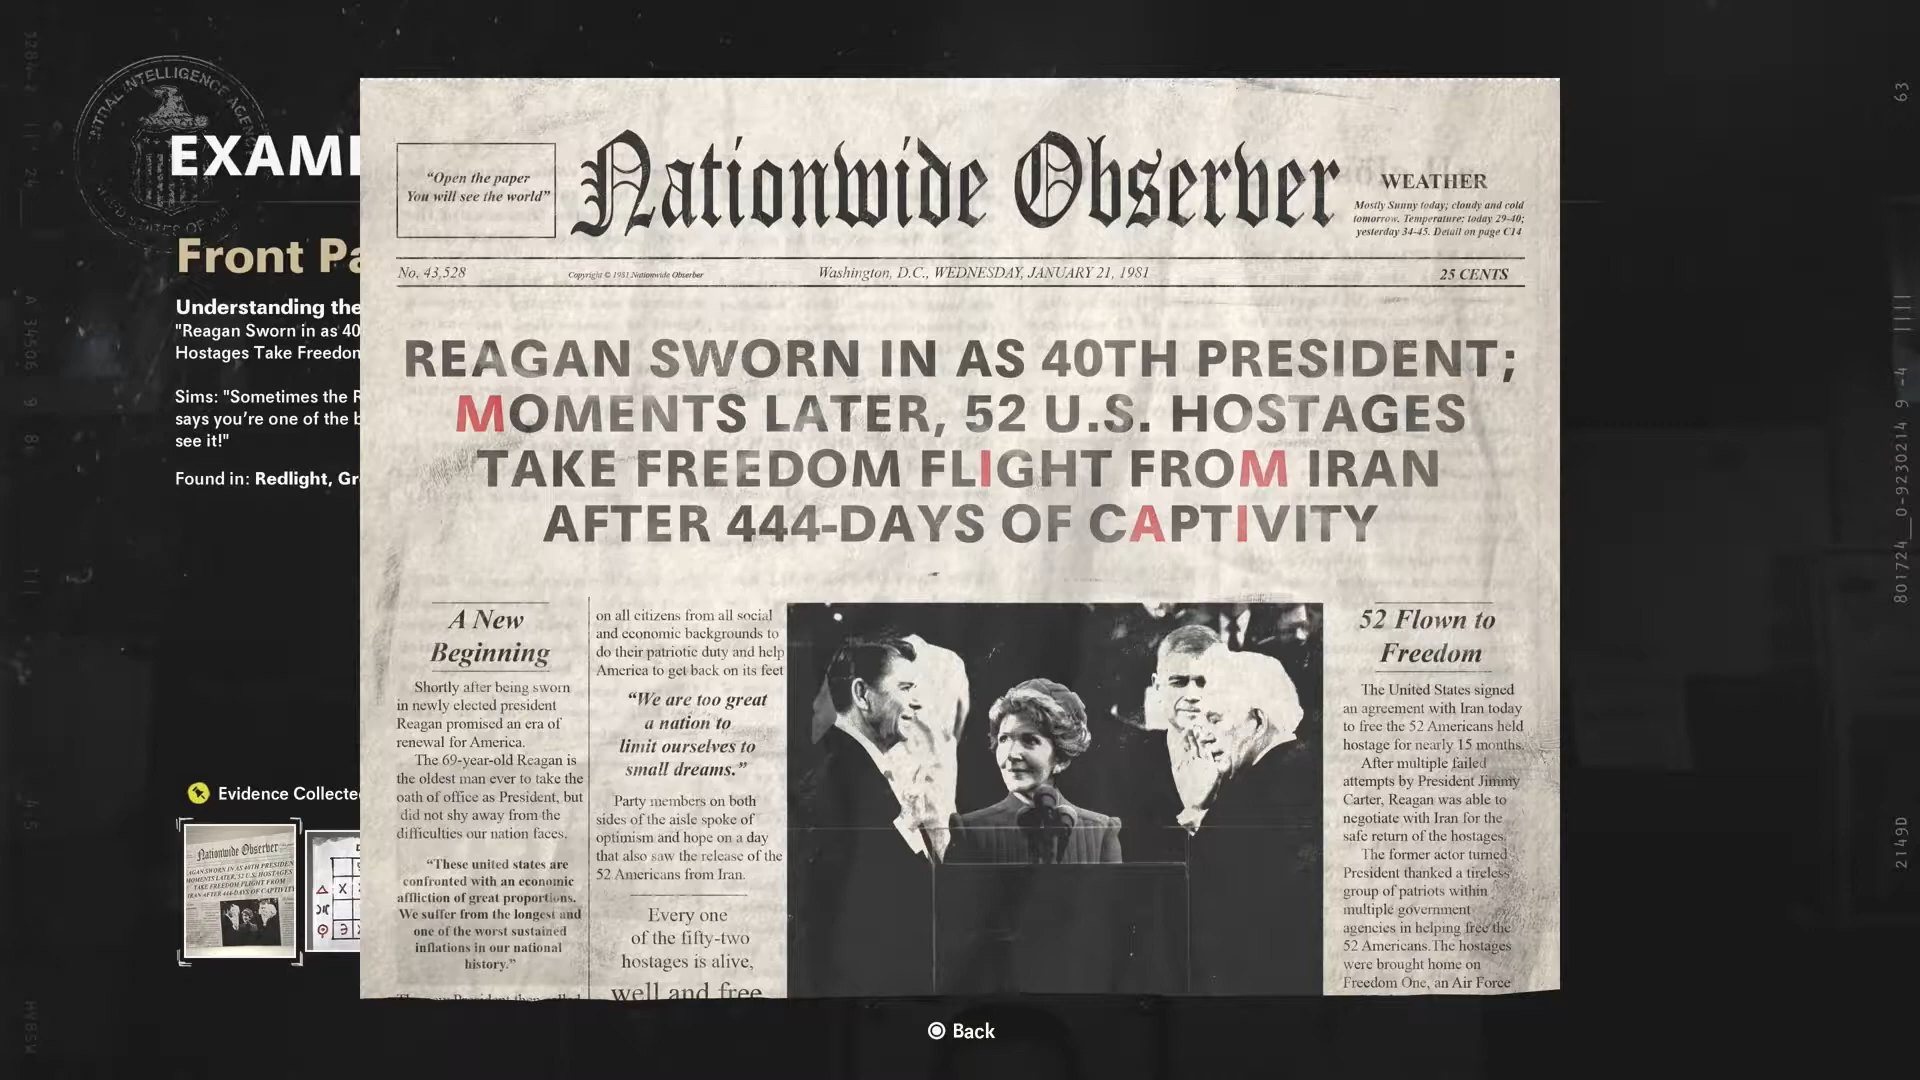 CENTRAL INTELLIGENCE AGENCY
EXAMI
Front Pa
Understanding the
"Reagan Sworn in as 40
Hostages Take Freedom
Sims: "Sometimes the R
says you're one of the b
see it!"
Found in: Redlight, Gr
Evidence Collected
"Open the paper
You will see the world"
Nationwide Observer
WEATHER
Mostly Sunny today; cloudy and cold
tomorrow. Temperature: today 29-40;
yesterday 34-45. Detail on page C14
No. 43,528
Copyright © 1981 Nationwide Obserber
Washington, D.C., WEDNESDAY, JANUARY 21, 1981
25 CENTS
REAGAN SWORN IN AS 40TH PRESIDENT;
MOMENTS LATER, 52 U.S. HOSTAGES
TAKE FREEDOM FLIGHT FROM IRAN
AFTER 444-DAYS OF CAPTIVITY
A New
Beginning
Shortly after being sworn
in newly elected president
Reagan promised an era of
renewal for America.
The 69-year-old Reagan is
the oldest man ever to take the
oath of office as President, but
did not shy away from the
difficulties our nation faces.
"These united states are
confronted with an economic
affliction of great proportions.
We suffer from the longest and
one of the worst sustained
inflations in our national
history."
on all citizens from all social
and economic backgrounds to
do their patriotic duty and help
America to get back on its feet
"We are too great
a nation to
limit ourselves to
small dreams."
Party members on both
sides of the aisle spoke of
optimism and hope on a day
that also saw the release of the
52 Americans from Iran.
Every one
of the fifty-two
hostages is alive,
well and free
52 Flown to
Freedom
The United States signed
an agreement with Iran today
to free the 52 Americans held
hostage for nearly 15 months.
After multiple failed
attempts by President Jimmy
Carter, Reagan was able to
negotiate with Iran for the
safe return of the hostages.
The former actor turned
President thanked a tireless
group of patriots within
multiple government
agencies in helping free the
52 Americans. The hostages
were brought home on
Freedom One, an Air Force
Back
63
801724__0-9230214 9-4
2149D